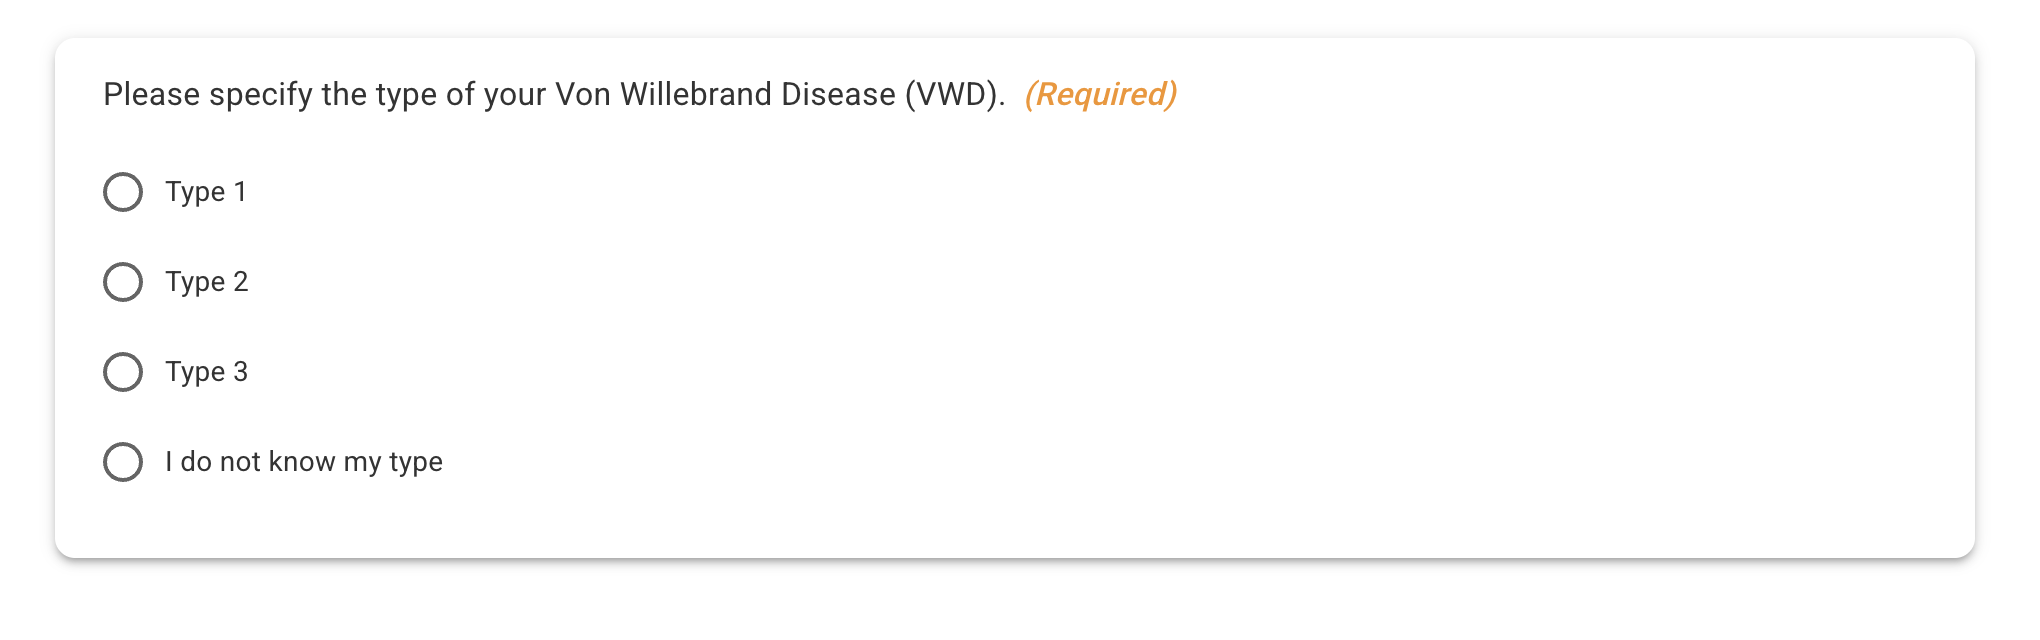 Please specify the type of your Von Willebrand Disease (VWD). (Required)
Type 1
Type 2
Type 3
I do not know my type